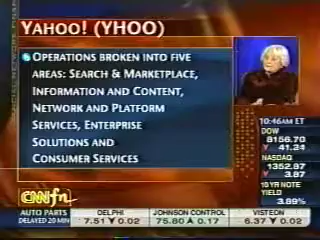 YAHOO! (YHOO)
OPERATIONS BROKEN INTO FIVE
AREAS: SEARCH & MARKETPLACE,
INFORMATION AND CONTENT,
NETWORK AND PLATFORM
SERVICES, ENTERPRISE
SOLUTIONS AND
CONSUMER SERVICES
10:46AM ET
DOW
8156.70
▼ 41.24
NASDAQ
1352.87
▼ 3.87
10 YR NOTE
YIELD
3.89%
CNNfn
AUTO PARTS
DELAYED 20 MIN
DELPHI
7.51 ▼ 0.02
JOHNSON CONTROL
75.80 ▲ 0.17
VISTEON
6.37 ▼ 0.02